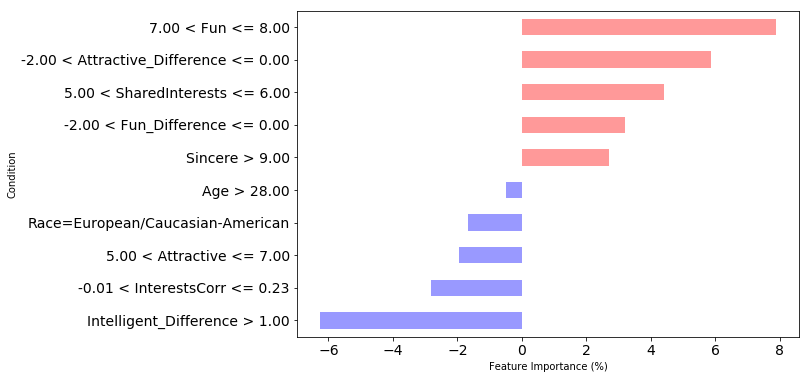 7.00 < Fun <= 8.00
-2.00 < Attractive_Difference <= 0.00
5.00 < SharedInterests <= 6.00
-2.00 < Fun_Difference <= 0.00
Sincere > 9.00
Age > 28.00
Race=European/Caucasian-American
5.00 < Attractive <= 7.00
-0.01 < InterestsCorr <= 0.23
Intelligent_Difference > 1.00
Condition
−6 −4 −2 0 2 4 6 8
Feature Importance (%)